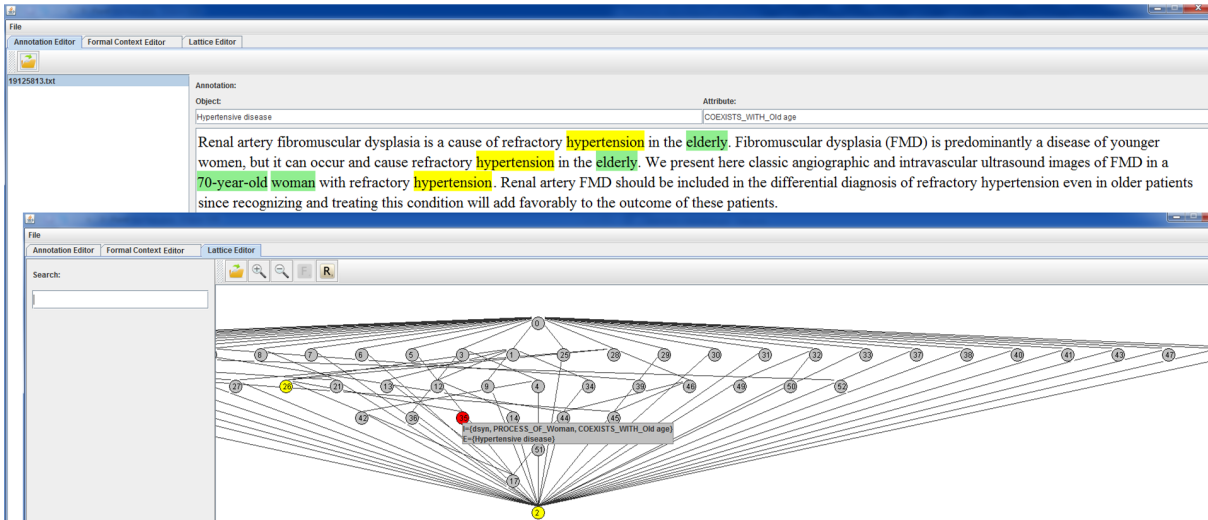 File
Annotation Editor Formal Context Editor Lattice Editor
19125813.txt
Annotation:
Object: Attribute:
Hypertensive disease COEXISTS_WITH_Old age
Renal artery fibromuscular dysplasia is a cause of refractory hypertension in the elderly. Fibromuscular dysplasia (FMD) is predominantly a disease of younger
women, but it can occur and cause refractory hypertension in the elderly. We present here classic angiographic and intravascular ultrasound images of FMD in a
70-year-old woman with refractory hypertension. Renal artery FMD should be included in the differential diagnosis of refractory hypertension even in older patients
since recognizing and treating this condition will add favorably to the outcome of these patients.
File
Annotation Editor Formal Context Editor Lattice Editor
Search:
F R
0
8 7 6 5 3 1 25 28 29 30 31 32 33 37 38 40 41 43 47
27 26 21 13 12 9 4 34 39 46 49 50 52
42 36 35 14 44 45
I={dsyn, PROCESS_OF_Woman, COEXISTS_WITH_Old age}
E={Hypertensive disease}
51
17
2